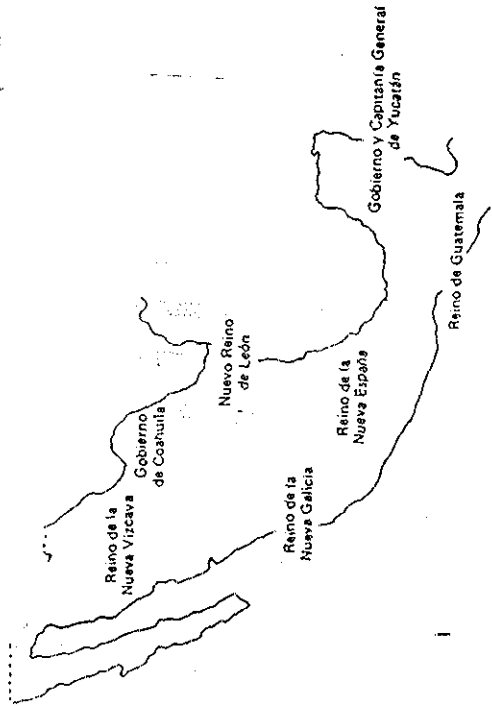 Reino de la
Nueva Vizcaya
Gobierno
de Coahuila
Nuevo Reino
de León
Reino de la
Nueva Galicia
Reino de la
Nueva España
Gobierno y Capitanía General
de Yucatán
Reino de Guatemala